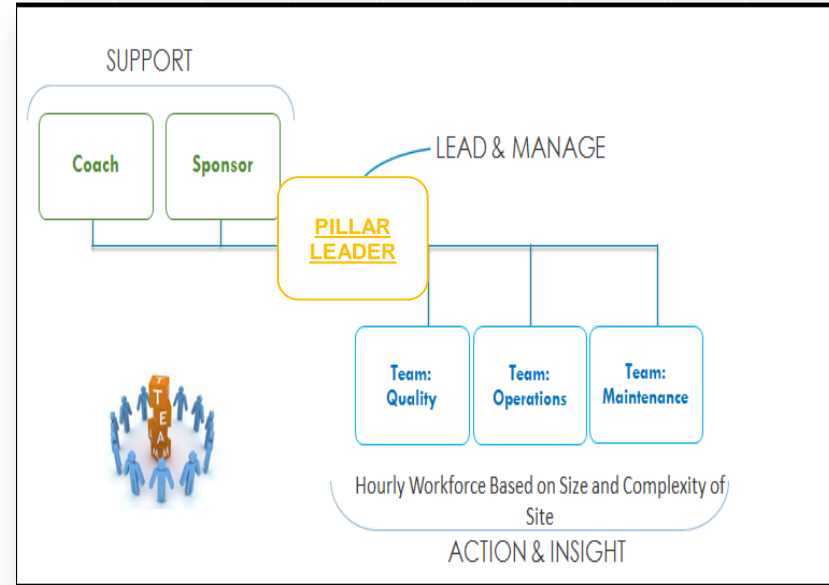 SUPPORT
Coach
Sponsor
LEAD & MANAGE
PILLAR
LEADER
Team:
Quality
Team:
Operations
Team:
Maintenance
TEAM
Hourly Workforce Based on Size and Complexity of
Site
ACTION & INSIGHT